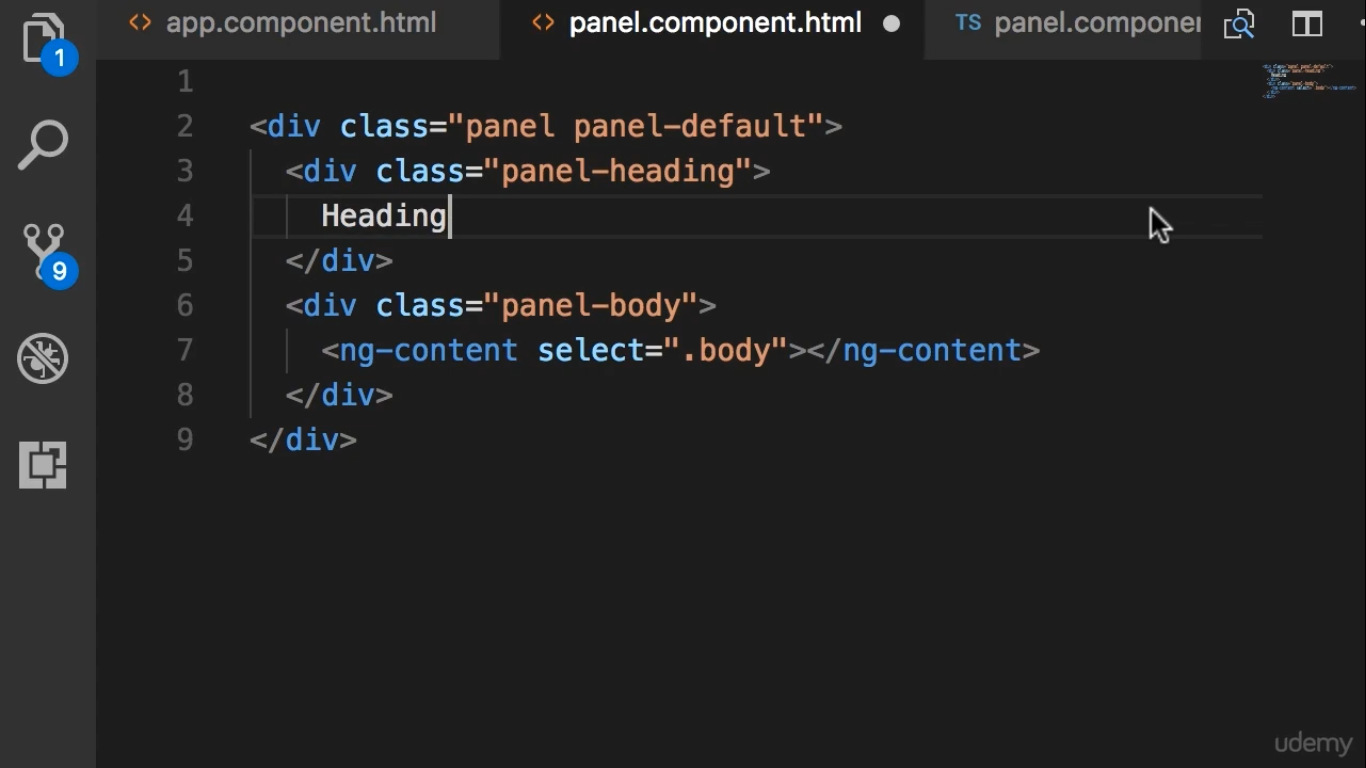 app.component.html
panel.component.html
TS panel.componen
1
1
2 <div class="panel panel-default">
3 <div class="panel-heading">
4 Heading
5 </div>
9
6 <div class="panel-body">
7 <ng-content select=".body"></ng-content>
8 </div>
9 </div>
udemy